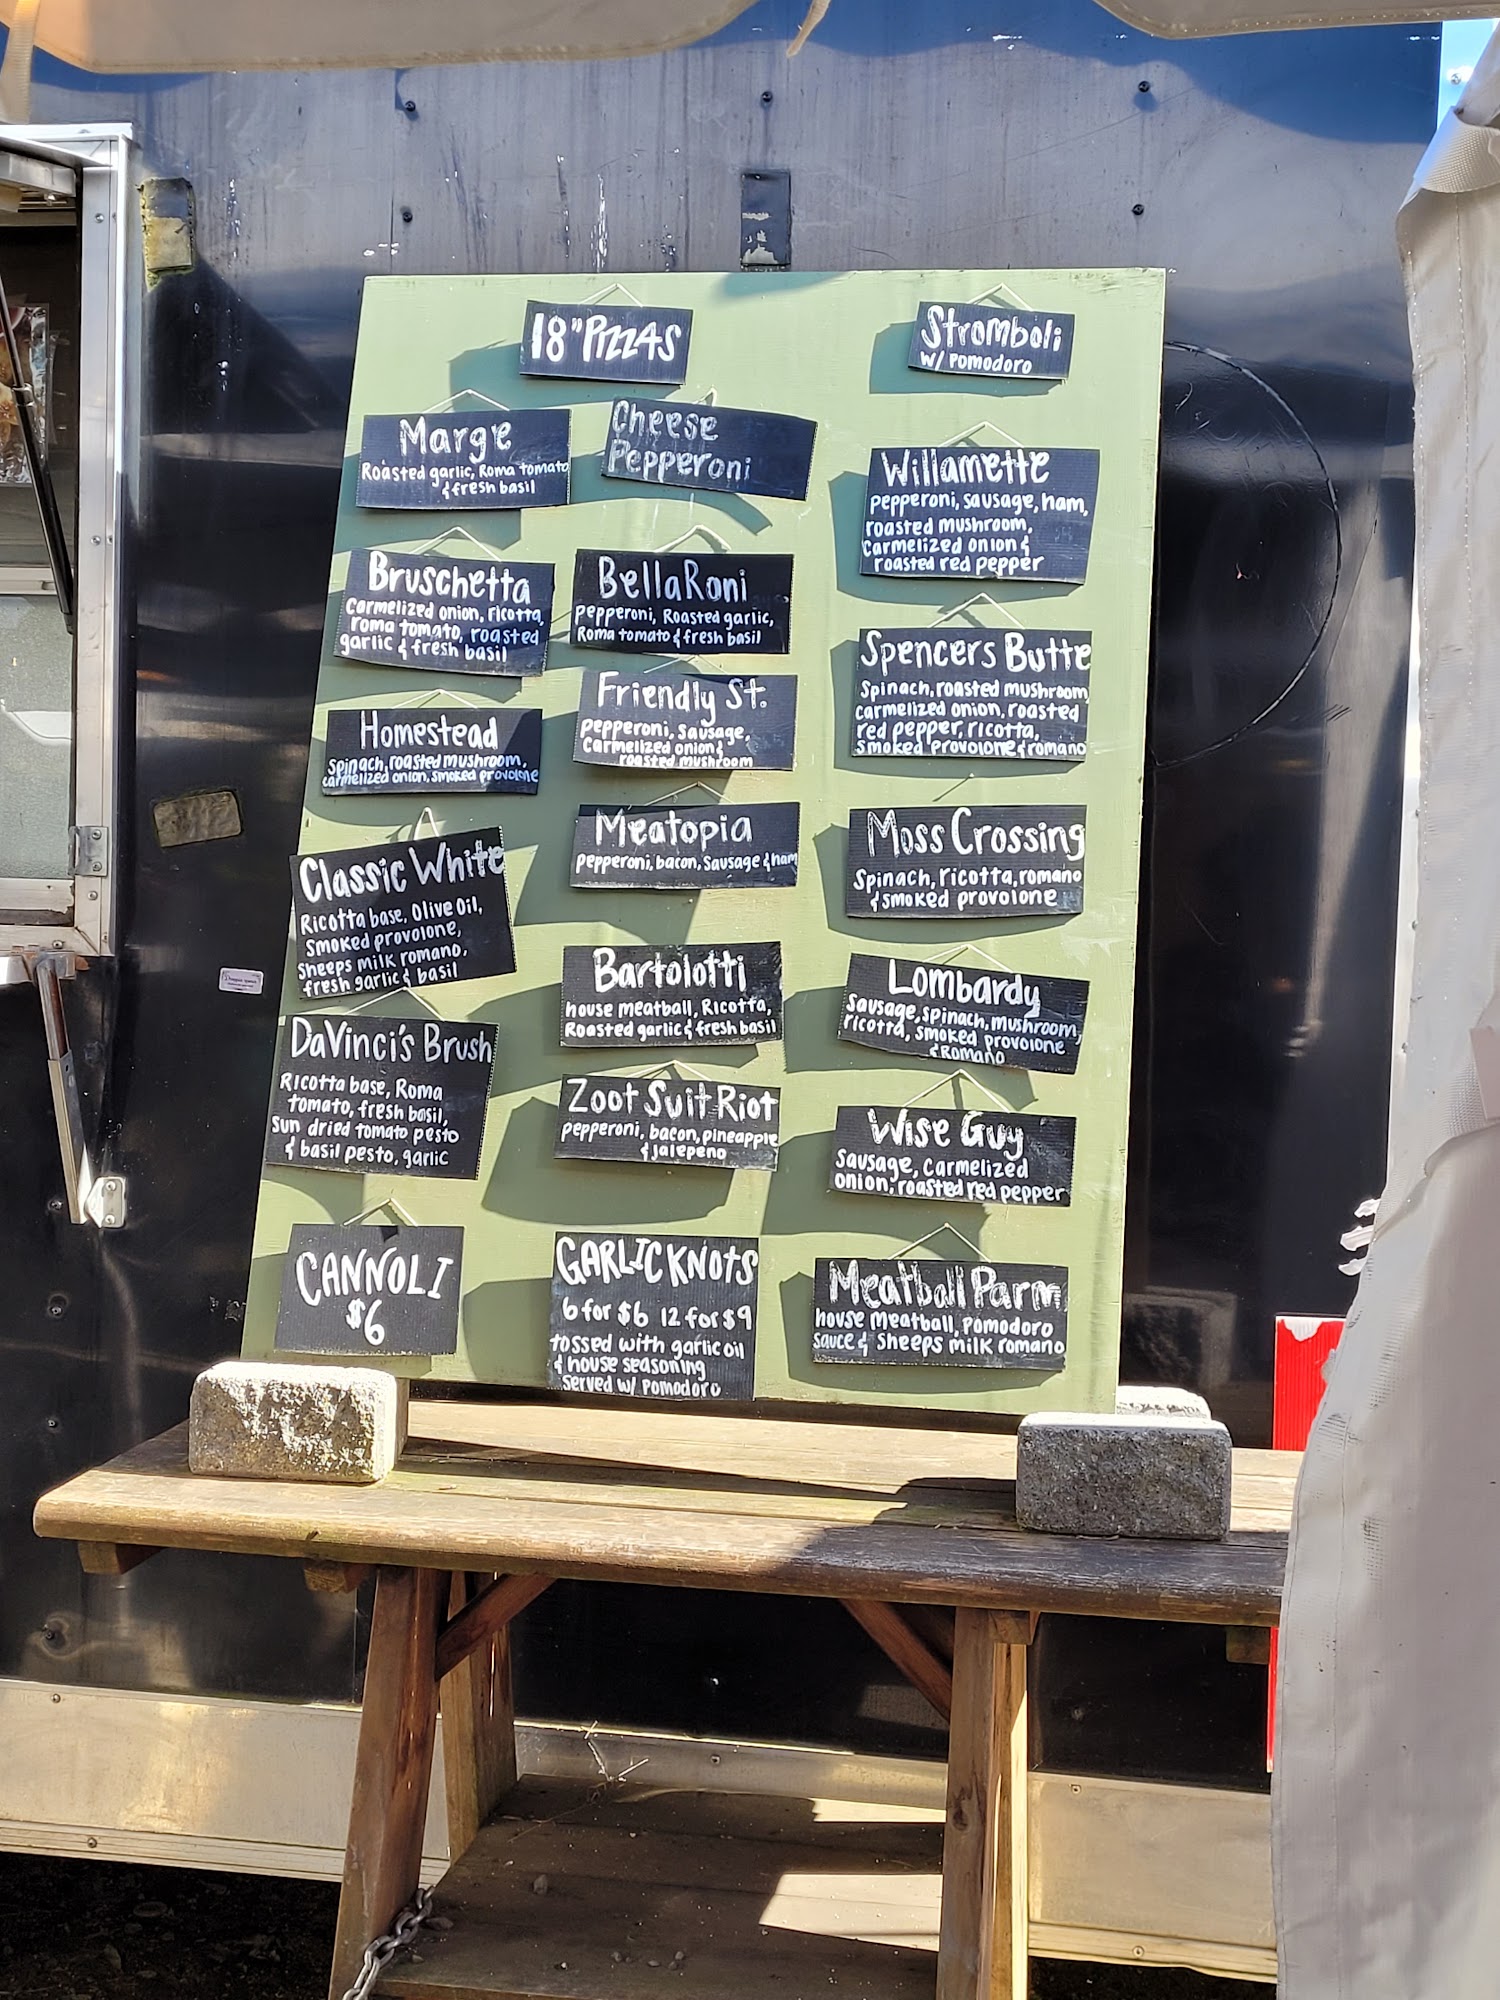 18" PIZZAS
Marge
Roasted garlic, Roma tomato
& fresh basil
Cheese
Pepperoni
Bruschetta
Carmelized onion, ricotta,
roma tomato, roasted
garlic & fresh basil
BellaRoni
pepperoni, Roasted garlic,
Roma tomato & fresh basil
Homestead
Spinach, roasted mushroom,
carmelized onion, smoked provolone
Friendly St.
pepperoni, Sausage,
Carmelized onion &
roasted mushroom
Classic White
Ricotta base, Olive Oil,
Smoked provolone,
Sheeps milk romano,
fresh garlic & basil
Meatopia
pepperoni, bacon, Sausage & ham
DaVinci's Brush
Ricotta base, Roma
tomato, fresh basil,
Sun dried tomato pesto
& basil pesto, garlic
Bartolotti
house meatball, Ricotta,
Roasted garlic & fresh basil
Zoot Suit Riot
pepperoni, bacon, pineapple
& jalepeno
CANNOLI
$6
GARLIC KNOTS
6 for $6 12 for $9
tossed with garlic oil
& house seasoning
Served w/ Pomodoro
Stromboli
w/ Pomodoro
Willamette
pepperoni, sausage, ham,
roasted mushroom,
Carmelized onion &
roasted red pepper
Spencers Butte
Spinach, roasted mushroom
carmelized onion, roasted
red pepper, ricotta,
smoked provolone & romano
Moss Crossing
Spinach, ricotta, romano
& smoked provolone
Lombardy
Sausage, spinach, mushroom,
ricotta, smoked provolone
& Romano
Wise Guy
Sausage, Carmelized
onion, roasted red pepper
Meatball Parm
house meatball, Pomodoro
Sauce & Sheeps milk romano